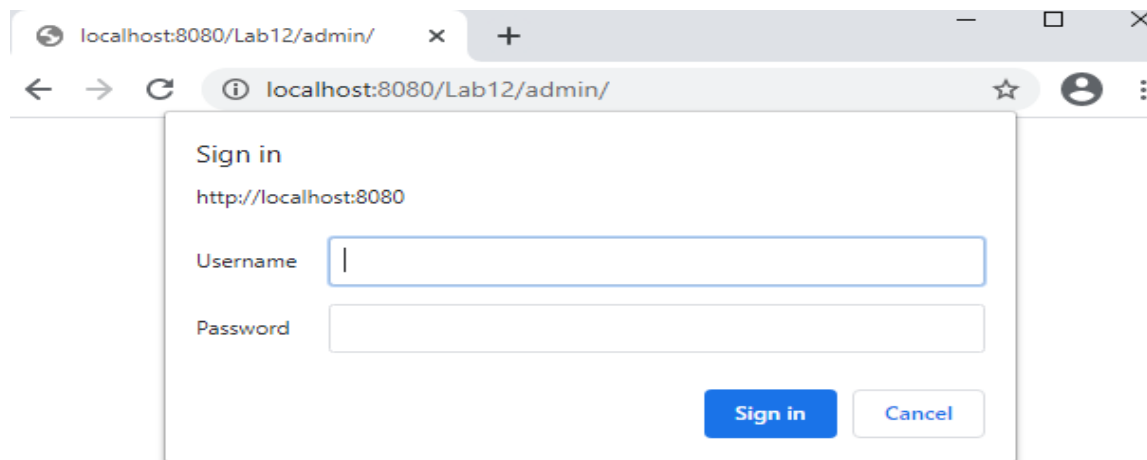 localhost:8080/Lab12/admin/
localhost:8080/Lab12/admin/
Sign in
http://localhost:8080
Username
Password
Sign in Cancel